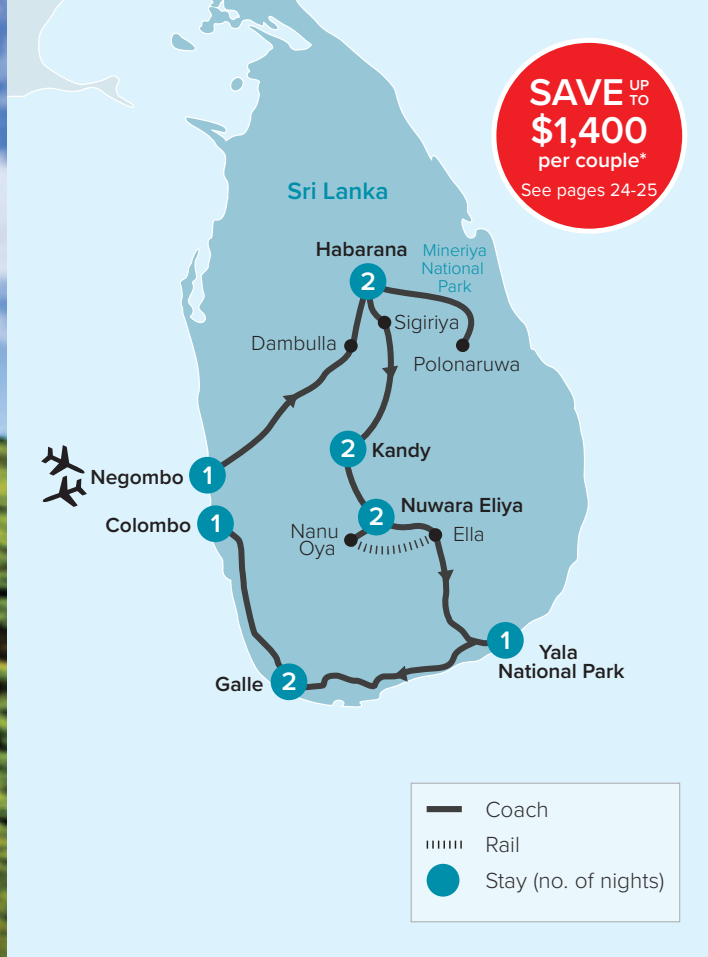 SAVE UP TO
$1,400
per couple*
See pages 24-25
Sri Lanka
Habarana
2
Mineriya
National
Park
Sigiriya
Dambulla
Polonaruwa
2
Kandy
Negombo
1
Colombo
1
Nuwara Eliya
2
Nanu
Oya
Ella
1
Yala
National Park
Galle
2
Coach
Rail
Stay (no. of nights)